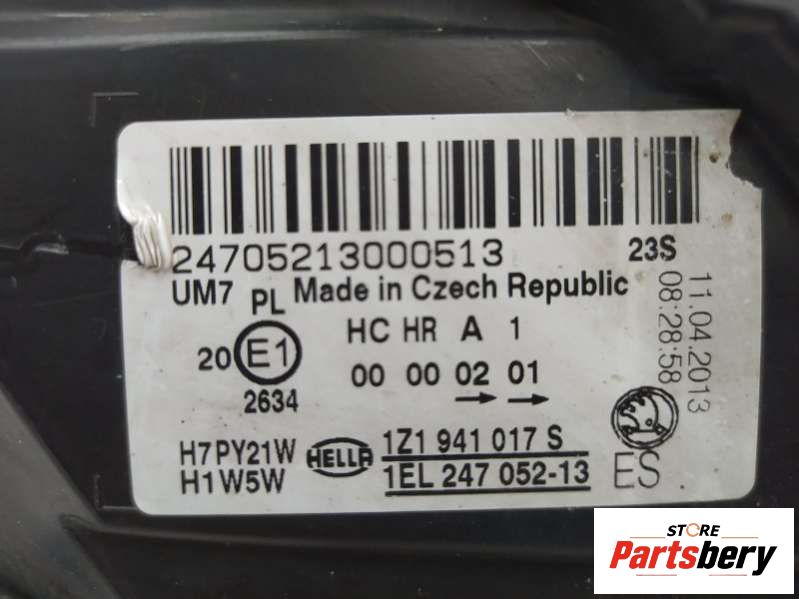 24705213000513 23S
UM7 PL Made in Czech Republic
11.04.2013
08:28:58
HC HR A 1
20 E1
00 00 02 01
2634
H7PY21W HELLA 1Z1 941 017 S
H1W5W 1EL 247 052-13 ES
STORE
Partsbery